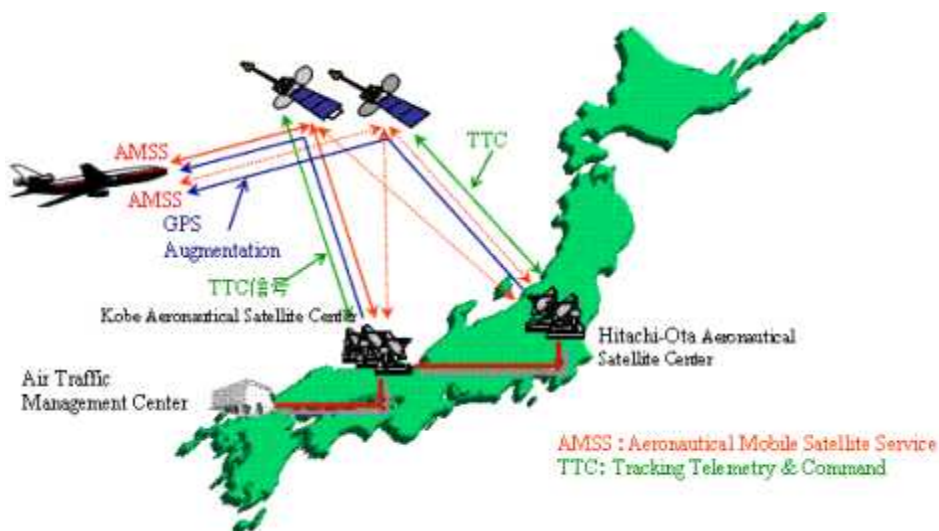 TTC
AMSS
AMSS
GPS
Augmentation
TTC信号
Kobe Aeronautical Satellite Center
Hitachi-Ota Aeronautical
Satellite Center
Air Traffic
Management Center
AMSS : Aeronautical Mobile Satellite Service
TTC: Tracking Telemetry & Command